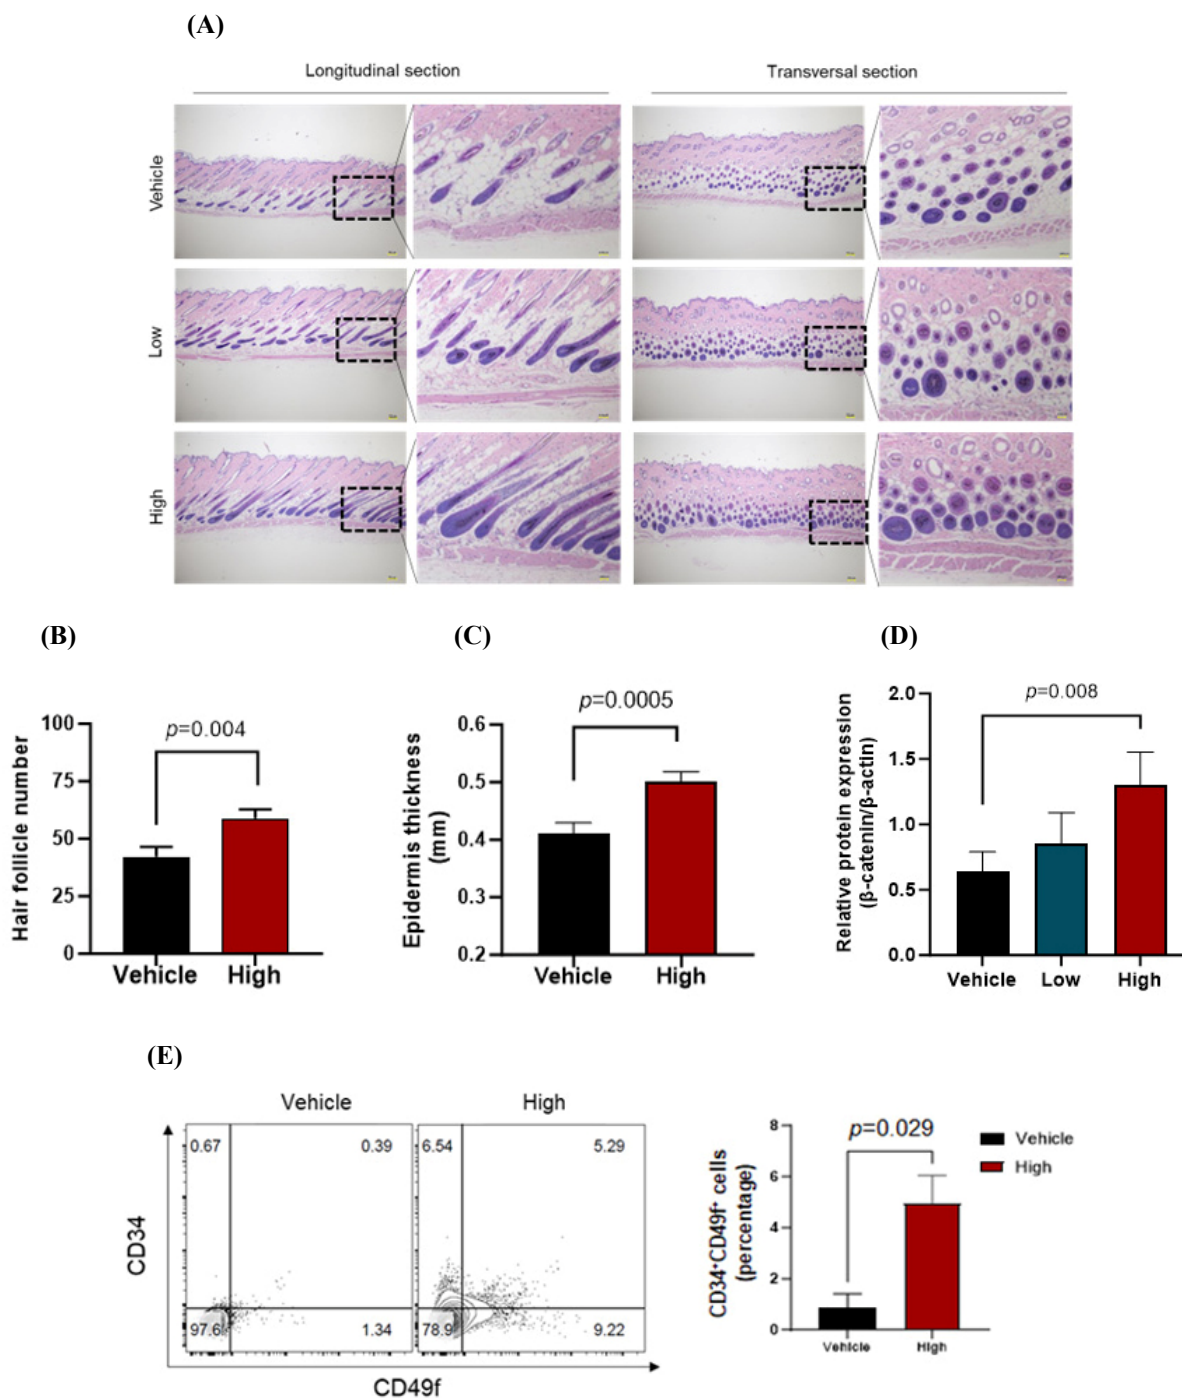 (A)
Longitudinal section
Transversal section
Vehicle
Low
High
(B)
(C)
(D)
p=0.004
100
75
50
25
0
Hair follicle number
Vehicle
High
p=0.0005
0.6
0.5
0.4
0.3
0.2
Epidermis thickness
(mm)
Vehicle
High
p=0.008
2.0
1.5
1.0
0.5
0.0
Relative protein expression
(β-catenin/β-actin)
Vehicle
Low
High
(E)
Vehicle
High
0.67
0.39
97.6
1.34
6.54
5.29
78.9
9.22
CD34
CD49f
p=0.029
8
6
4
2
0
CD34⁺CD49f⁺ cells
(percentage)
Vehicle
High
Vehicle
High